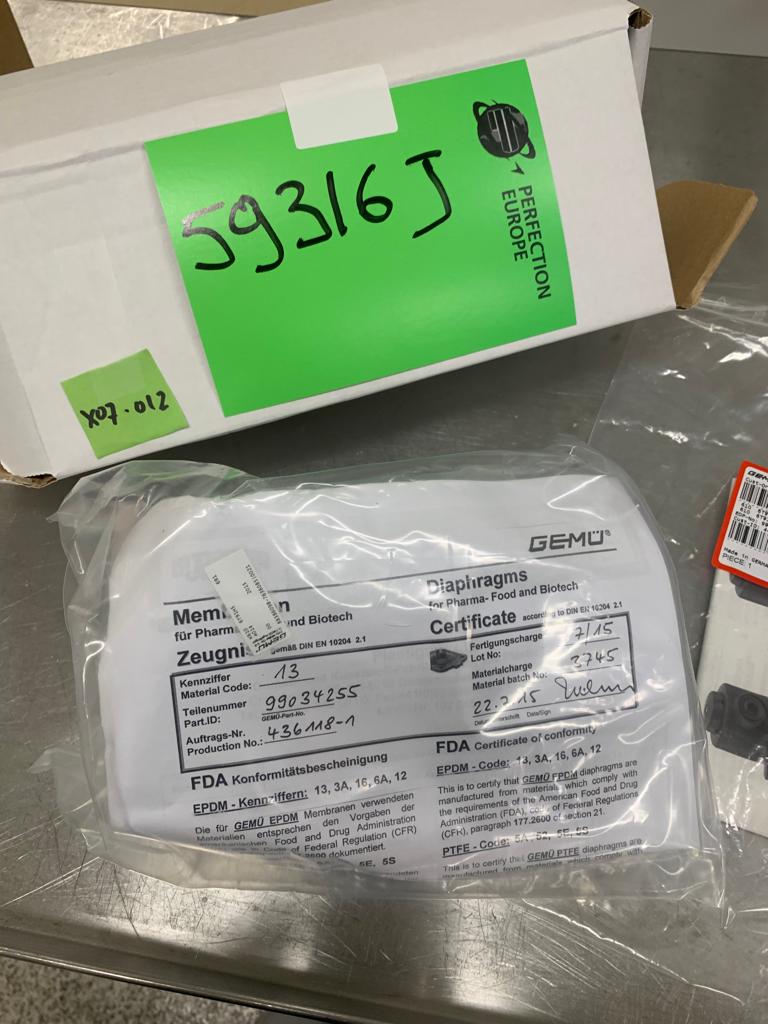 59316 J
PERFECTION
EUROPE
X07.012
GEMÜ®
für Pharma- und Biotech
Zeugnis gemäß DIN EN 10204 2.1
Kennziffer
Material Code: 13
Teilenummer
Part.ID: 99034255
GEMÜ-Part-No.
Auftrags-Nr.
Production No.: 436118-1
FDA Konformitätsbescheinigung
EPDM - Kennziffern: 13, 3A, 16, 6A, 12
Die für GEMÜ EPDM Membranen verwendeten
Materialien entsprechen den Vorgaben der
Food and Drug Administration
Code of Federal Regulation (CFR)
dokumentiert.
5E, 5S
Diaphragms
for Pharma- Food and Biotech
Certificate according to DIN EN 10204 2.1
Fertigungscharge
Lot No: 7/15
Materialcharge
Material batch No: 3745
22.7.15
Date/Sign
FDA Certificate of conformity
EPDM-Code: 13, 3A, 16, 6A, 12
This is to certify that GEMÜ EPDM diaphragms are
manufactured from materials which comply with
the requirements of the American Food and Drug
Administration (FDA), code of Federal Regulations
(CFR), paragraph 177.2600 of section 21.
PTFE - Code: 5A, 52, 5E, 5S
This is to certify that GEMÜ PTFE diaphragms are
manufactured from materials which comply with
Made in
PIECE: 1